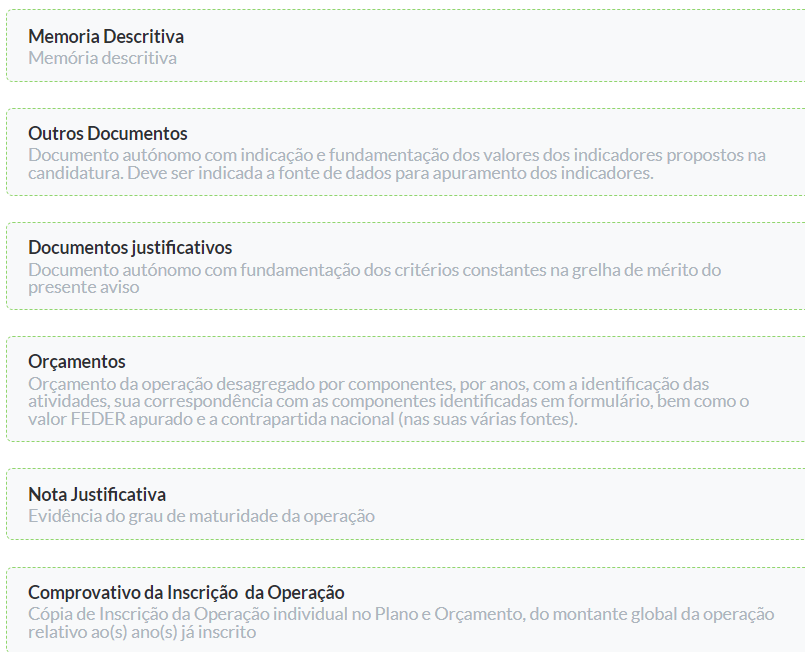 Memoria Descritiva
Memória descritiva
Outros Documentos
Documento autónomo com indicação e fundamentação dos valores dos indicadores propostos na
candidatura. Deve ser indicada a fonte de dados para apuramento dos indicadores.
Documentos justificativos
Documento autónomo com fundamentação dos critérios constantes na grelha de mérito do
presente aviso
Orçamentos
Orçamento da operação desagregado por componentes, por anos, com a identificação das
atividades, sua correspondência com as componentes identificadas em formulário, bem como o
valor FEDER apurado e a contrapartida nacional (nas suas várias fontes).
Nota Justificativa
Evidência do grau de maturidade da operação
Comprovativo da Inscrição  da Operação
Cópia de Inscrição da Operação individual no Plano e Orçamento, do montante global da operação
relativo ao(s) ano(s) já inscrito